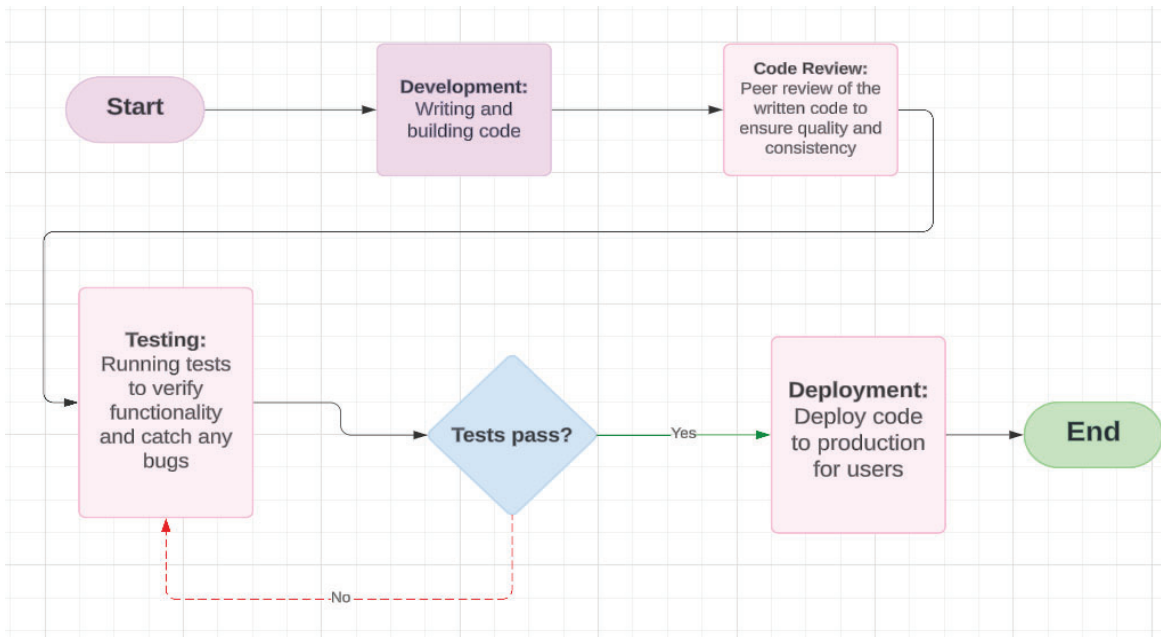 Start
Development:
Writing and
building code
Code Review:
Peer review of the
written code to
ensure quality and
consistency
Testing:
Running tests
to verify
functionality
and catch any
bugs
Tests pass?
Yes
No
Deployment:
Deploy code
to production
for users
End